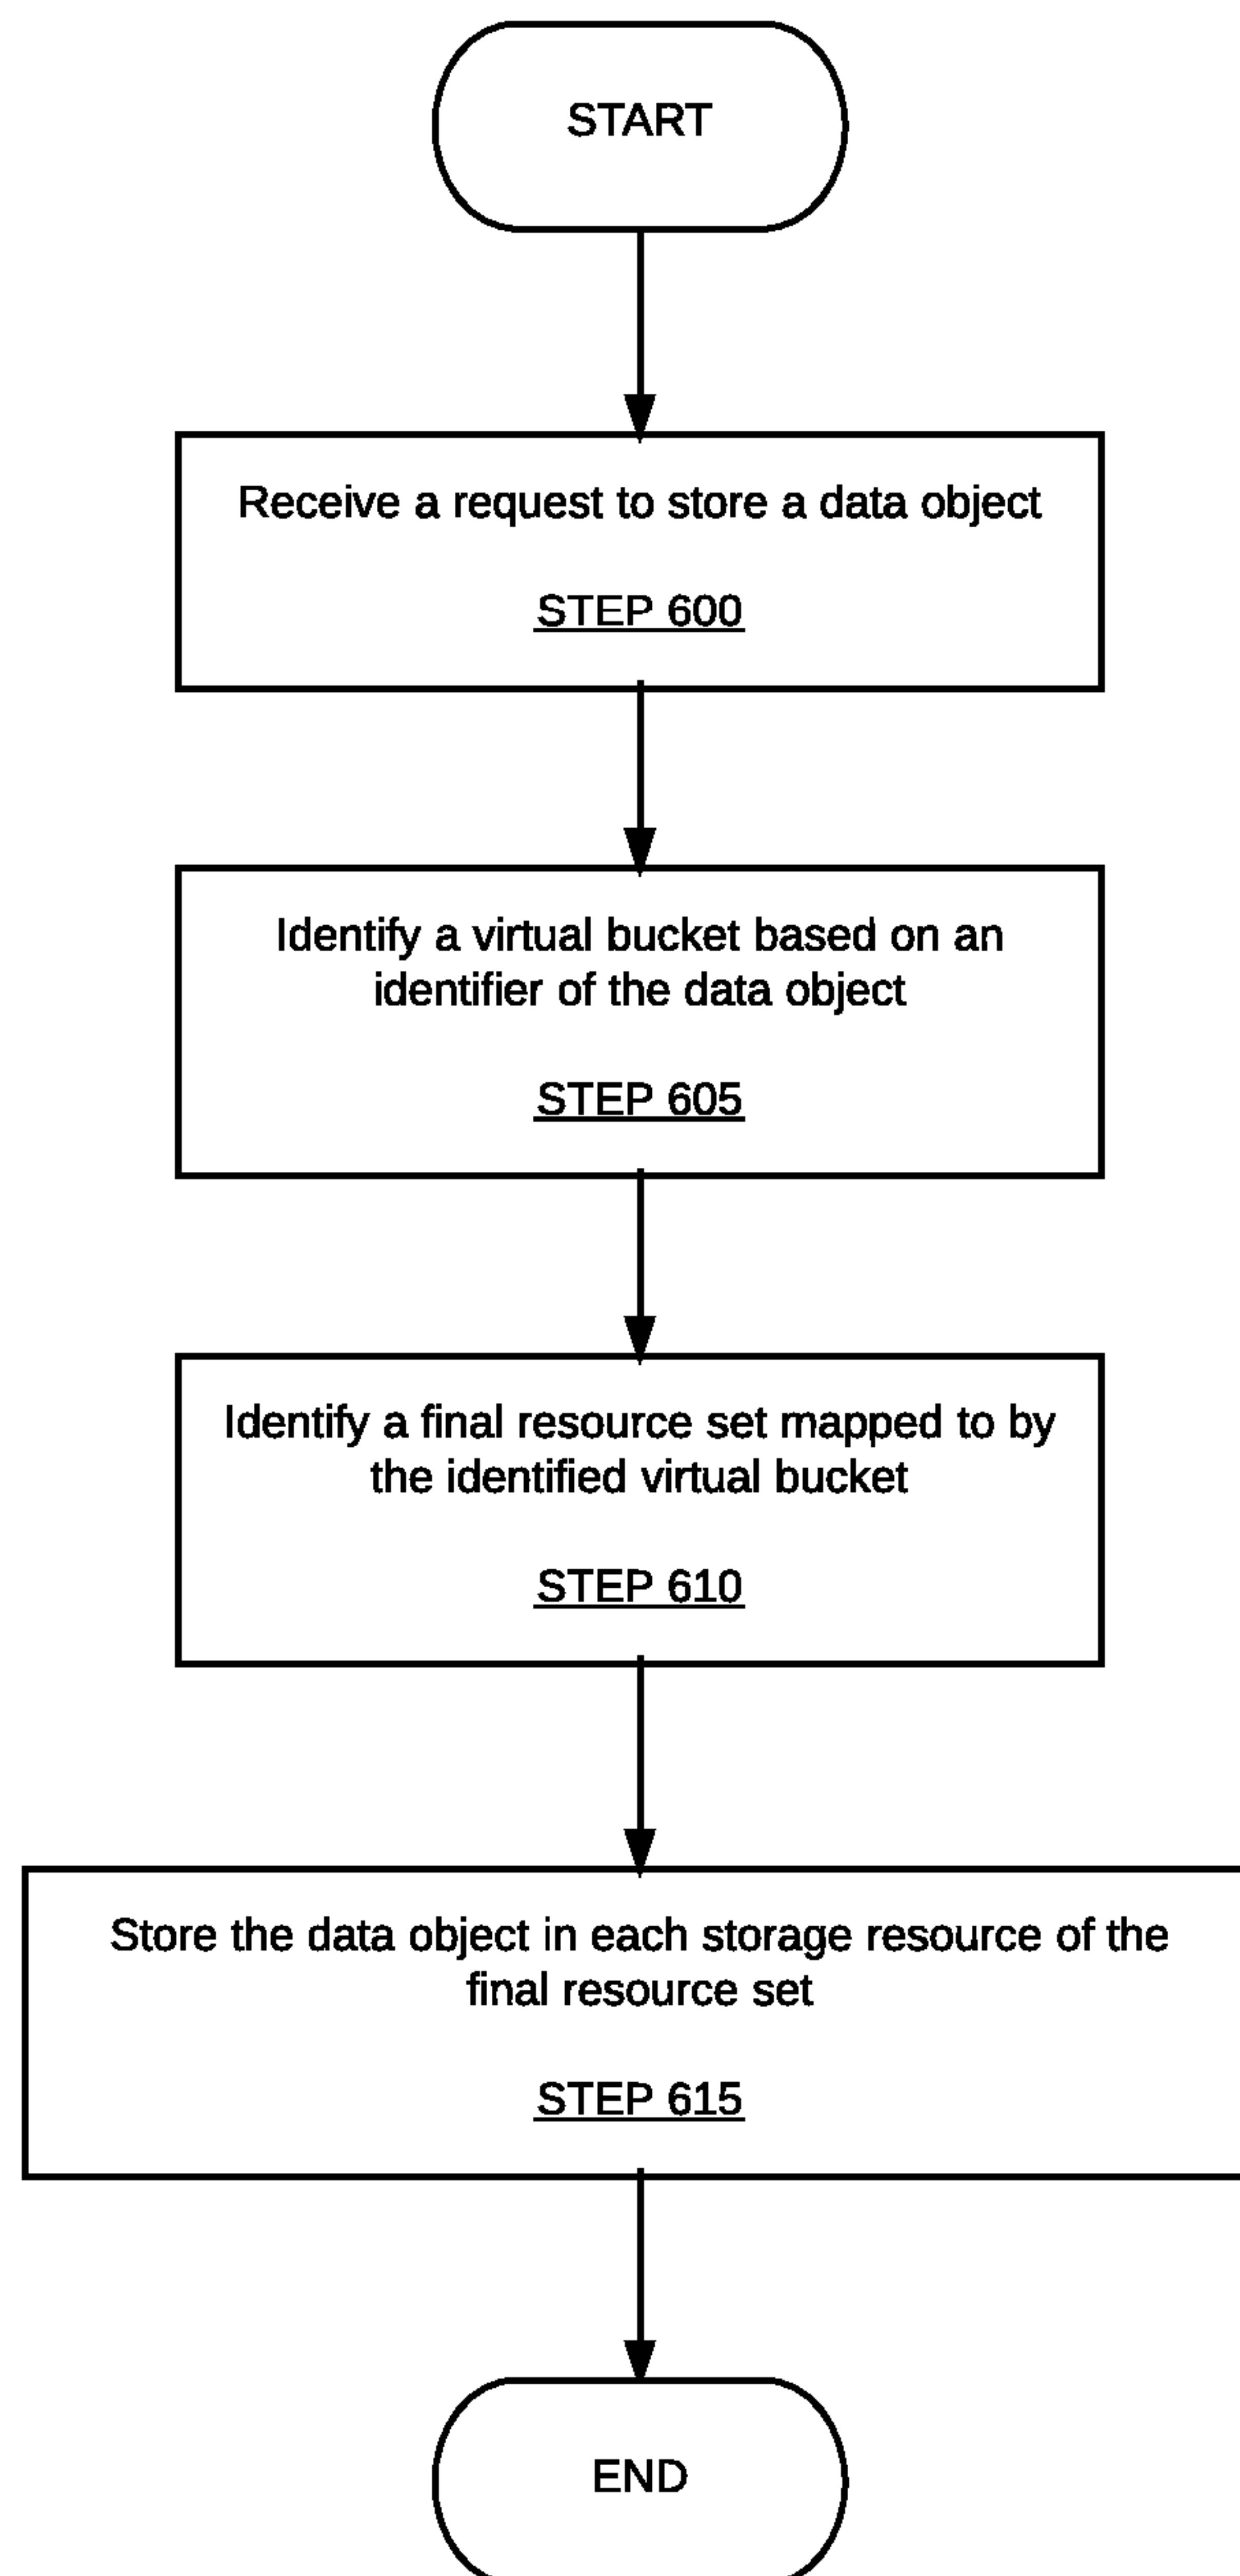 START
Receive a request to store a data object
STEP 600
Identify a virtual bucket based on an
identifier of the data object
STEP 605
Identify a final resource set mapped to by
the identified virtual bucket
STEP 610
Store the data object in each storage resource of the
final resource set
STEP 615
END